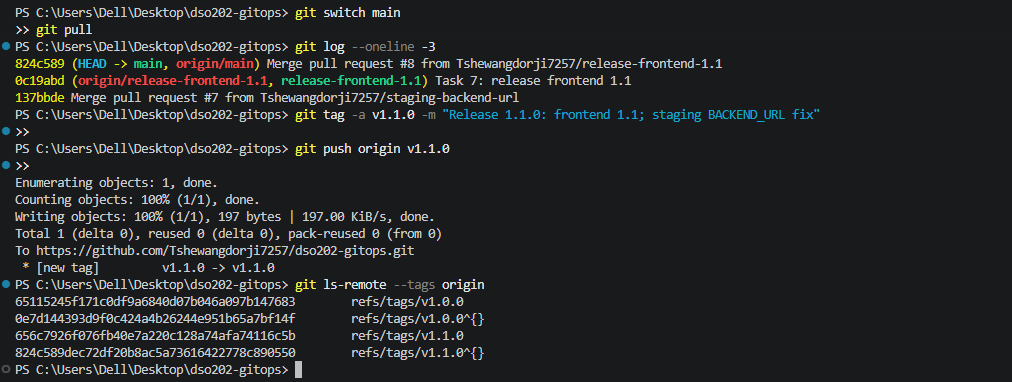 PS C:\Users\Dell\Desktop\dso202-gitops> git switch main
>> git pull
PS C:\Users\Dell\Desktop\dso202-gitops> git log --oneline -3
824c589 (HEAD -> main, origin/main) Merge pull request #8 from Tshewangdorji7257/release-frontend-1.1
0c19abd (origin/release-frontend-1.1, release-frontend-1.1) Task 7: release frontend 1.1
137bbde Merge pull request #7 from Tshewangdorji7257/staging-backend-url
PS C:\Users\Dell\Desktop\dso202-gitops> git tag -a v1.1.0 -m "Release 1.1.0: frontend 1.1; staging BACKEND_URL fix"
>>
PS C:\Users\Dell\Desktop\dso202-gitops> git push origin v1.1.0
>>
Enumerating objects: 1, done.
Counting objects: 100% (1/1), done.
Writing objects: 100% (1/1), 197 bytes | 197.00 KiB/s, done.
Total 1 (delta 0), reused 0 (delta 0), pack-reused 0 (from 0)
To https://github.com/Tshewangdorji7257/dso202-gitops.git
 * [new tag]         v1.1.0 -> v1.1.0
PS C:\Users\Dell\Desktop\dso202-gitops> git ls-remote --tags origin
65115245f171c0df9a6840d07b046a097b147683        refs/tags/v1.0.0
0e7d144393d9f0c424a4b26244e951b65a7bf14f        refs/tags/v1.0.0^{}
656c7926f076fb40e7a220c128a74afa74116c5b        refs/tags/v1.1.0
824c589dec72df20b8ac5a73616422778c890550        refs/tags/v1.1.0^{}
PS C:\Users\Dell\Desktop\dso202-gitops>